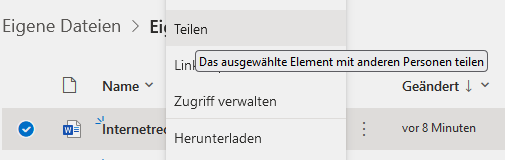 Eigene Dateien >
Teilen
Das ausgewählte Element mit anderen Personen teilen
Link
Name
Geändert ↓
Zugriff verwalten
Internetrec
vor 8 Minuten
Herunterladen